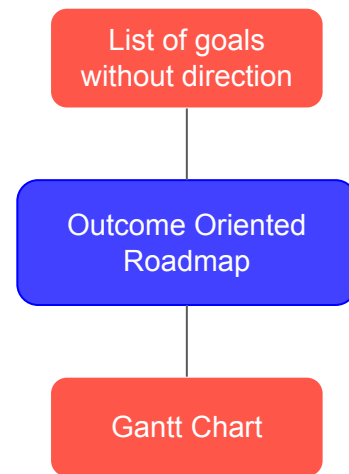 List of goals
without direction
Outcome Oriented
Roadmap
Gantt Chart